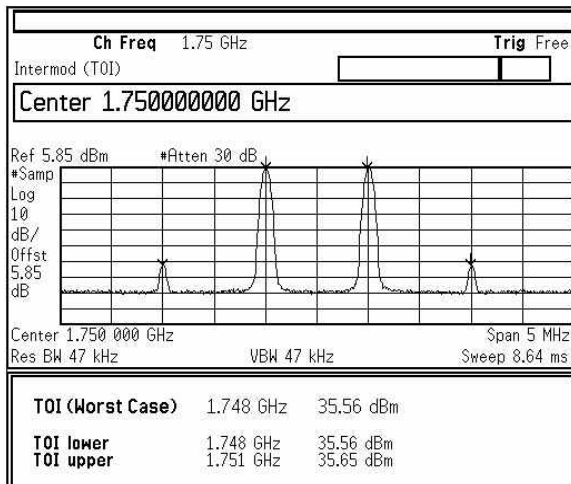 Ch Freq 1.75 GHz Trig Free
Intermod (TOI)
Center 1.750000000 GHz
Ref 5.85 dBm #Atten 30 dB
#Samp
Log
10
dB/
Offst
5.85
dB
Center 1.750 000 GHz Span 5 MHz
Res BW 47 kHz VBW 47 kHz Sweep 8.64 ms
TOI (Worst Case) 1.748 GHz 35.56 dBm
TOI lower 1.748 GHz 35.56 dBm
TOI upper 1.751 GHz 35.65 dBm